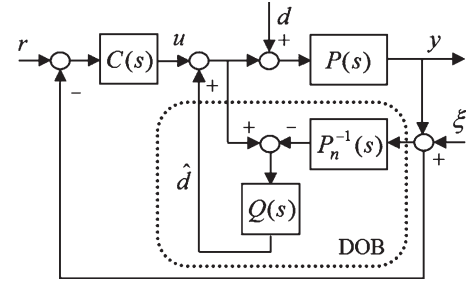 d
r
C(s)
u
+
P(s)
y
−
+
ξ
+
−
P_n^{-1}(s)
+
d̂
Q(s)
DOB